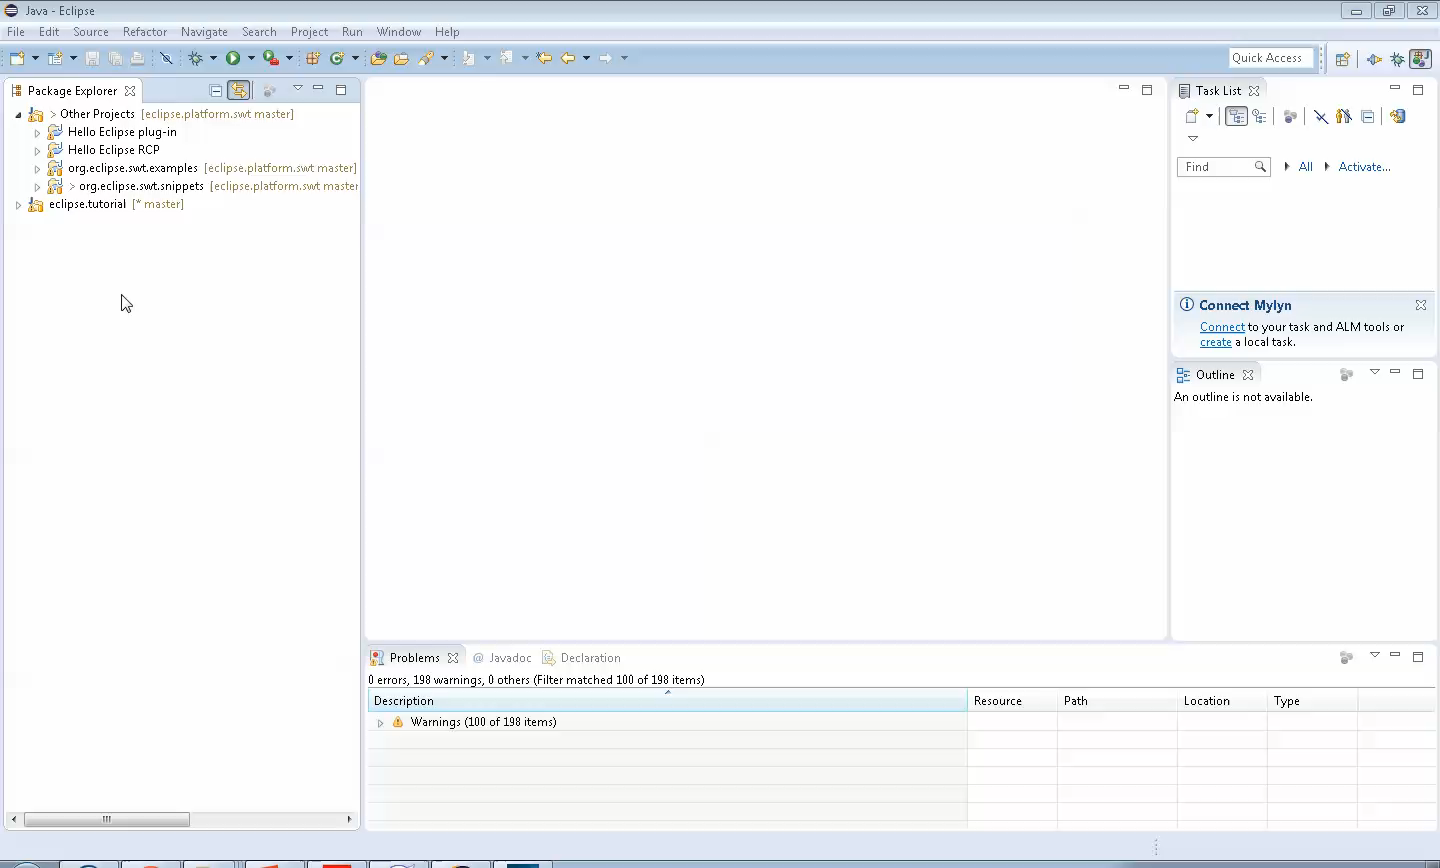 Java - Eclipse
File Edit Source Refactor Navigate Search Project Run Window Help
Quick Access
Package Explorer
> Other Projects [eclipse.platform.swt master]
Hello Eclipse plug-in
Hello Eclipse RCP
org.eclipse.swt.examples [eclipse.platform.swt master]
> org.eclipse.swt.snippets [eclipse.platform.swt master
eclipse.tutorial [* master]
Task List
Find All Activate...
Connect Mylyn
Connect to your task and ALM tools or
create a local task.
Outline
An outline is not available.
Problems @ Javadoc Declaration
0 errors, 198 warnings, 0 others (Filter matched 100 of 198 items)
Description Resource Path Location Type
Warnings (100 of 198 items)